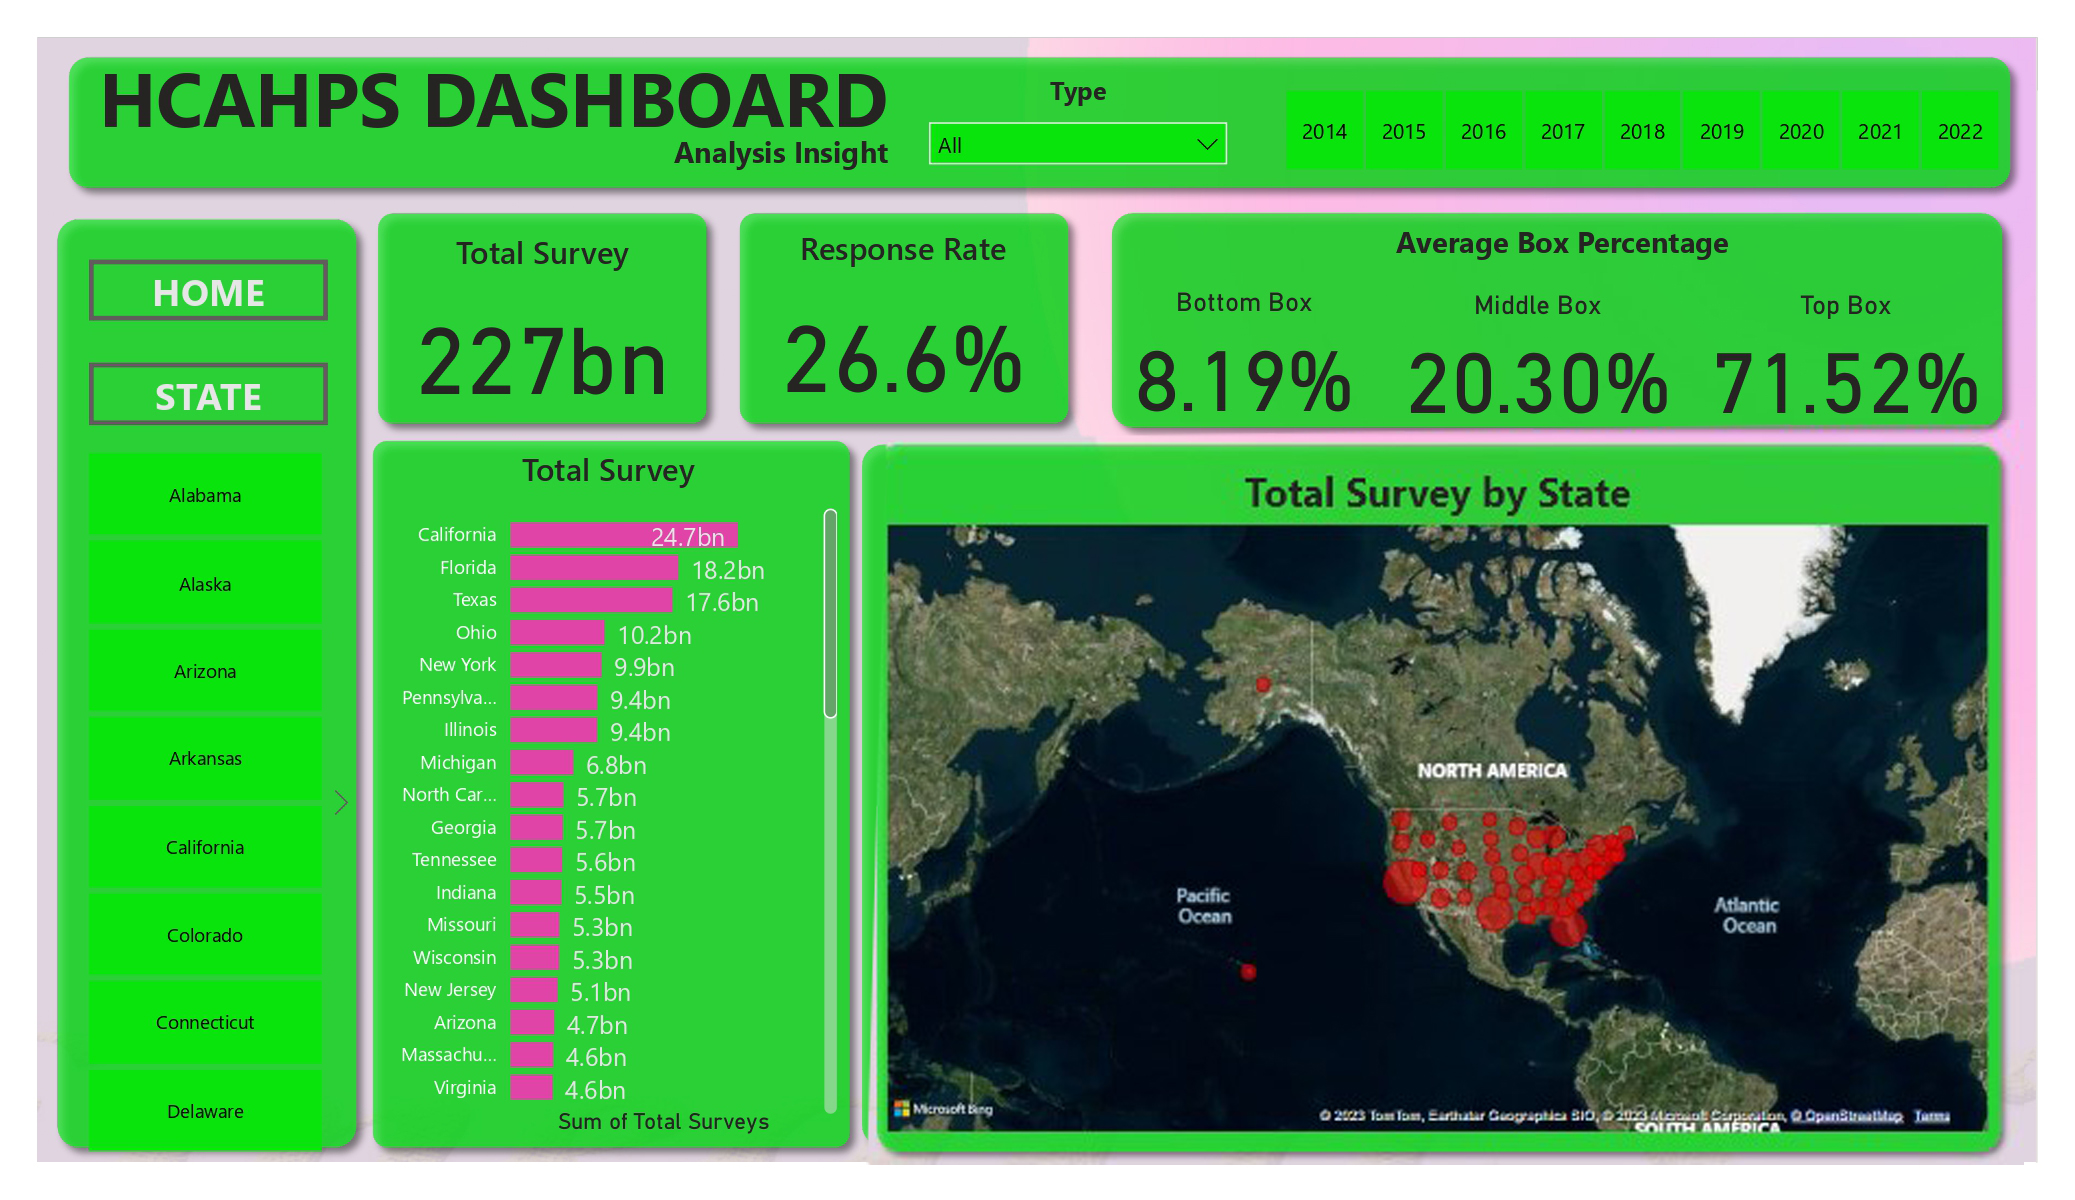 HCAHPS DASHBOARD
Analysis Insight
Type
All
2014 2015 2016 2017 2018 2019 2020 2021 2022
HOME
STATE
Alabama
Alaska
Arizona
Arkansas
California
Colorado
Connecticut
Delaware
Total Survey
227bn
Response Rate
26.6%
Average Box Percentage
Bottom Box Middle Box Top Box
8.19% 20.30% 71.52%
Total Survey
California 24.7bn
Florida 18.2bn
Texas 17.6bn
Ohio 10.2bn
New York 9.9bn
Pennsylva... 9.4bn
Illinois 9.4bn
Michigan 6.8bn
North Car... 5.7bn
Georgia 5.7bn
Tennessee 5.6bn
Indiana 5.5bn
Missouri 5.3bn
Wisconsin 5.3bn
New Jersey 5.1bn
Arizona 4.7bn
Massachu... 4.6bn
Virginia 4.6bn
Sum of Total Surveys
Total Survey by State
NORTH AMERICA
Pacific
Ocean
Atlantic
Ocean
Microsoft Bing
© 2023 TomTom, Earthstar Geographics SIO, © 2023 Microsoft Corporation, © OpenStreetMap Terms
SOUTH AMERICA